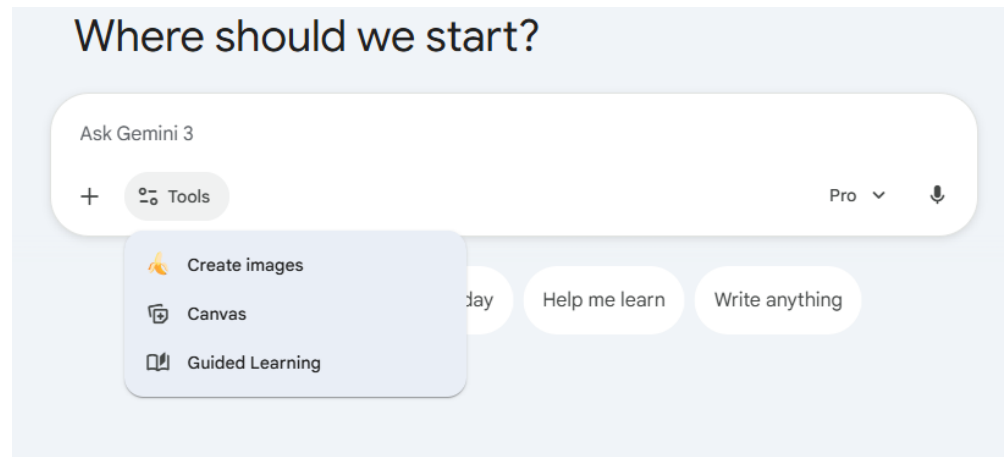 Where should we start?
Ask Gemini 3
Tools
Pro
Create images
Canvas
Guided Learning
Help me learn
Write anything